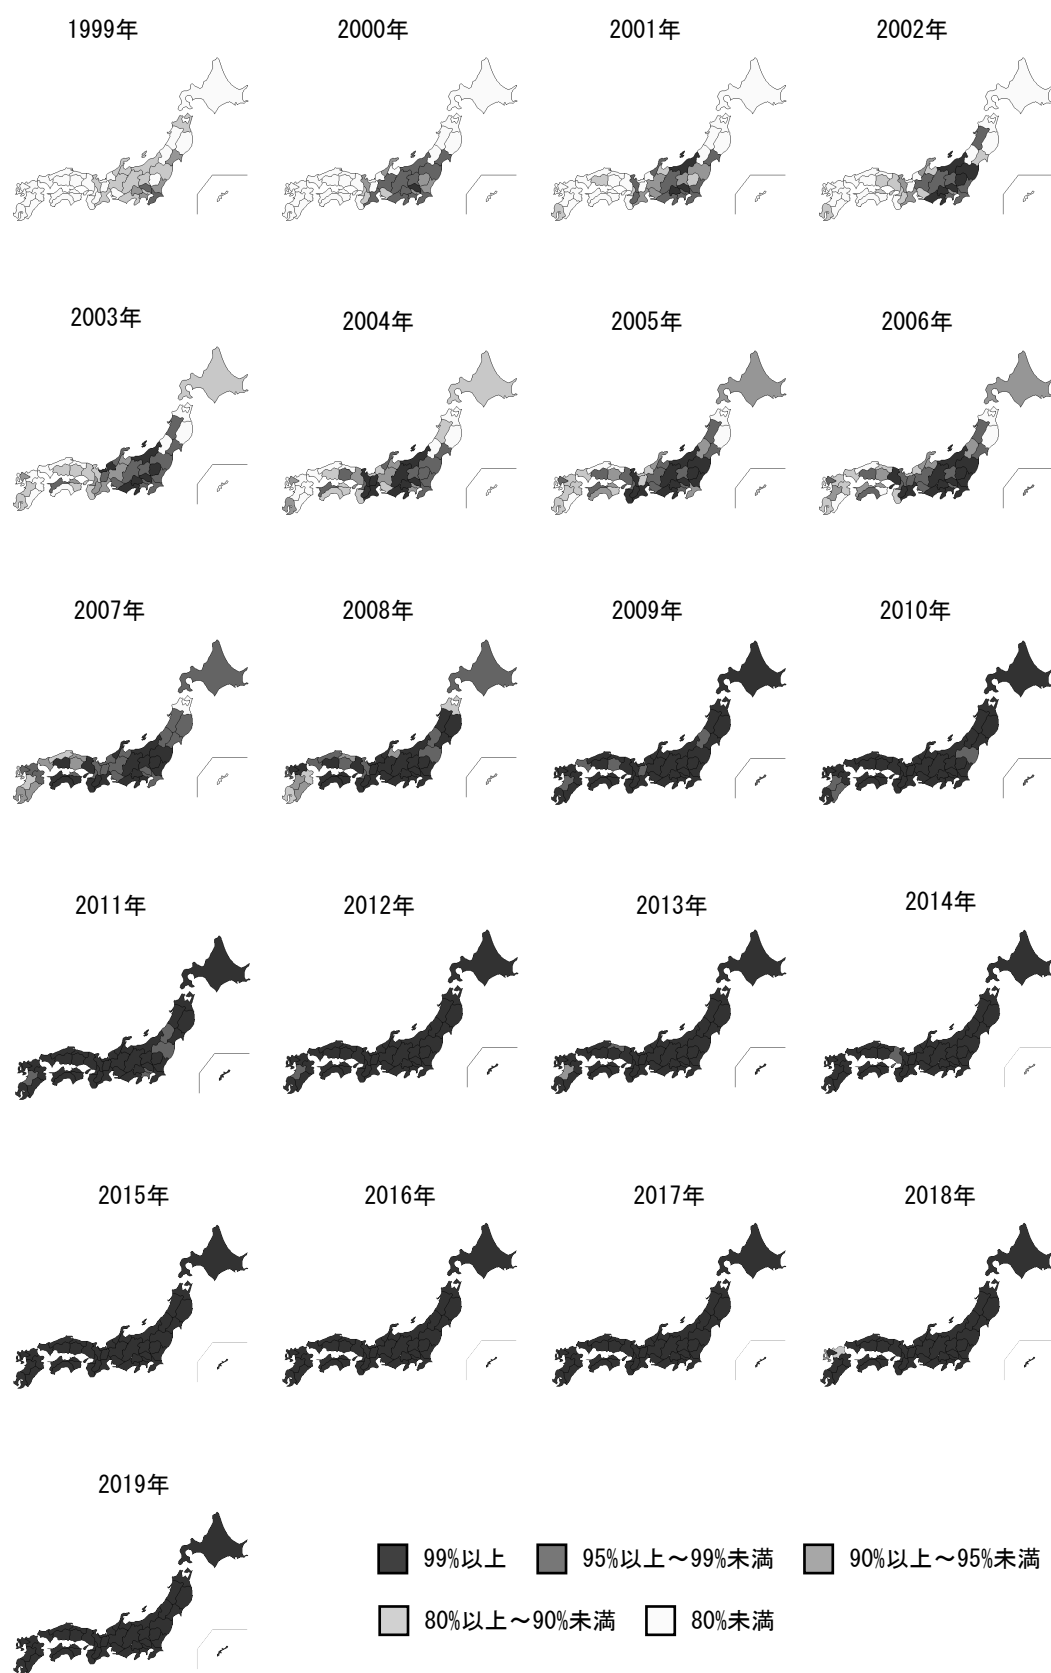 1999年 2000年 2001年 2002年
2003年 2004年 2005年 2006年
2007年 2008年 2009年 2010年
2011年 2012年 2013年 2014年
2015年 2016年 2017年 2018年
2019年
99%以上 95%以上～99%未満 90%以上～95%未満
80%以上～90%未満 80%未満